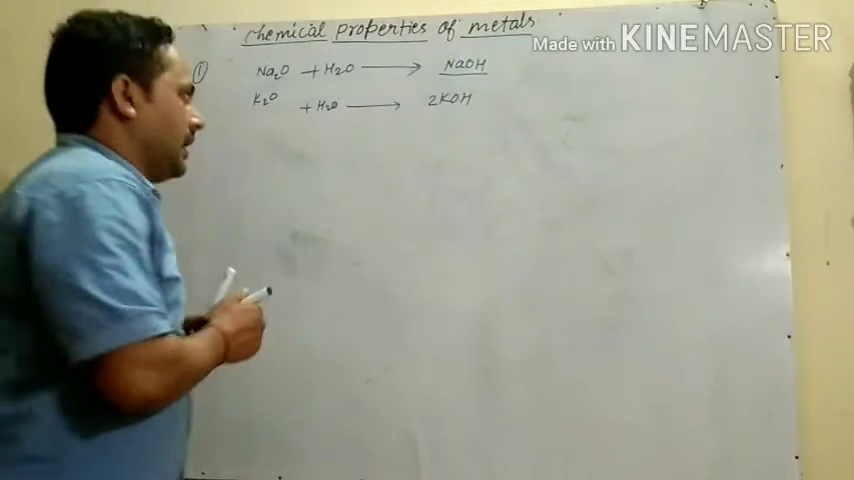 chemical properties of metals
Made with KINEMASTER
① Na₂O + H₂O ⟶ NaOH
K₂O + H₂O ⟶ 2KOH